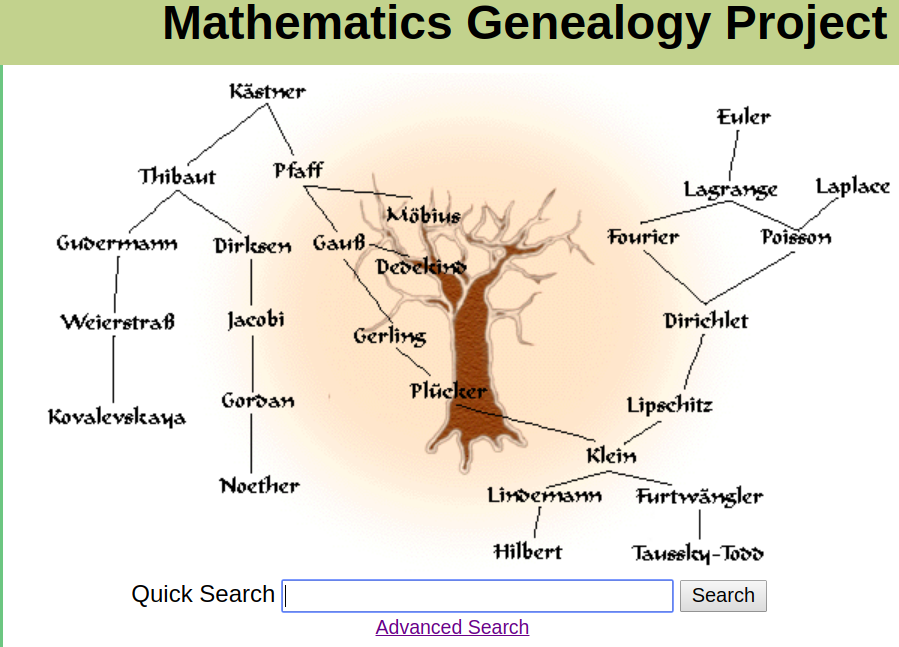 Mathematics Genealogy Project
Kästner
Euler
Thibaut
Pfaff
Lagrange
Laplace
Möbius
Gudermann
Dirksen
Gauß
Fourier
Poisson
Dedekind
Weierstraß
Jacobi
Gerling
Dirichlet
Plücker
Kovalevskaya
Gordan
Lipschitz
Klein
Noether
Lindemann
Furtwängler
Hilbert
Taussky-Todd
Quick Search
Search
Advanced Search